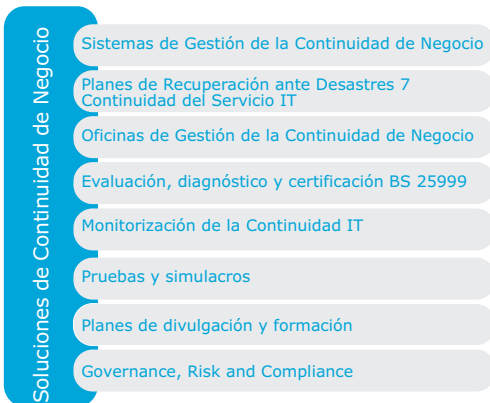 Soluciones de Continuidad de Negocio
Sistemas de Gestión de la Continuidad de Negocio
Planes de Recuperación ante Desastres 7
Continuidad del Servicio IT
Oficinas de Gestión de la Continuidad de Negocio
Evaluación, diagnóstico y certificación BS 25999
Monitorización de la Continuidad IT
Pruebas y simulacros
Planes de divulgación y formación
Governance, Risk and Compliance